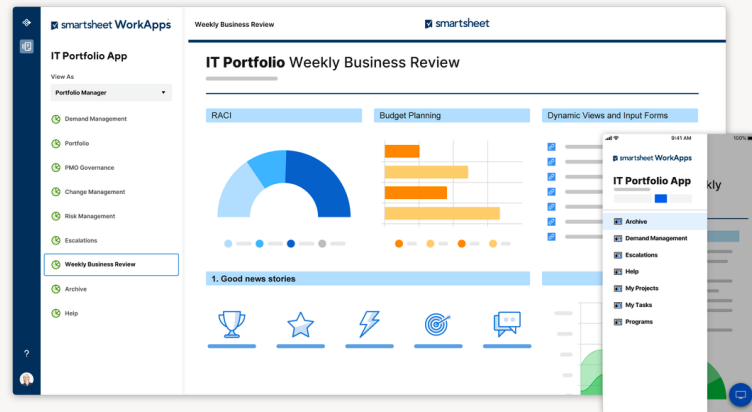 smartsheet WorkApps
IT Portfolio App
View As
Portfolio Manager
Demand Management
Portfolio
PMO Governance
Change Management
Risk Management
Escalations
Weekly Business Review
Archive
Help
?
Weekly Business Review
smartsheet
IT Portfolio Weekly Business Review
RACI
Budget Planning
Dynamic Views and Input Forms
1. Good news stories
9:41 AM
100%
smartsheet WorkApps
IT Portfolio App
kly
Archive
Demand Management
Escalations
Help
My Projects
My Tasks
Programs